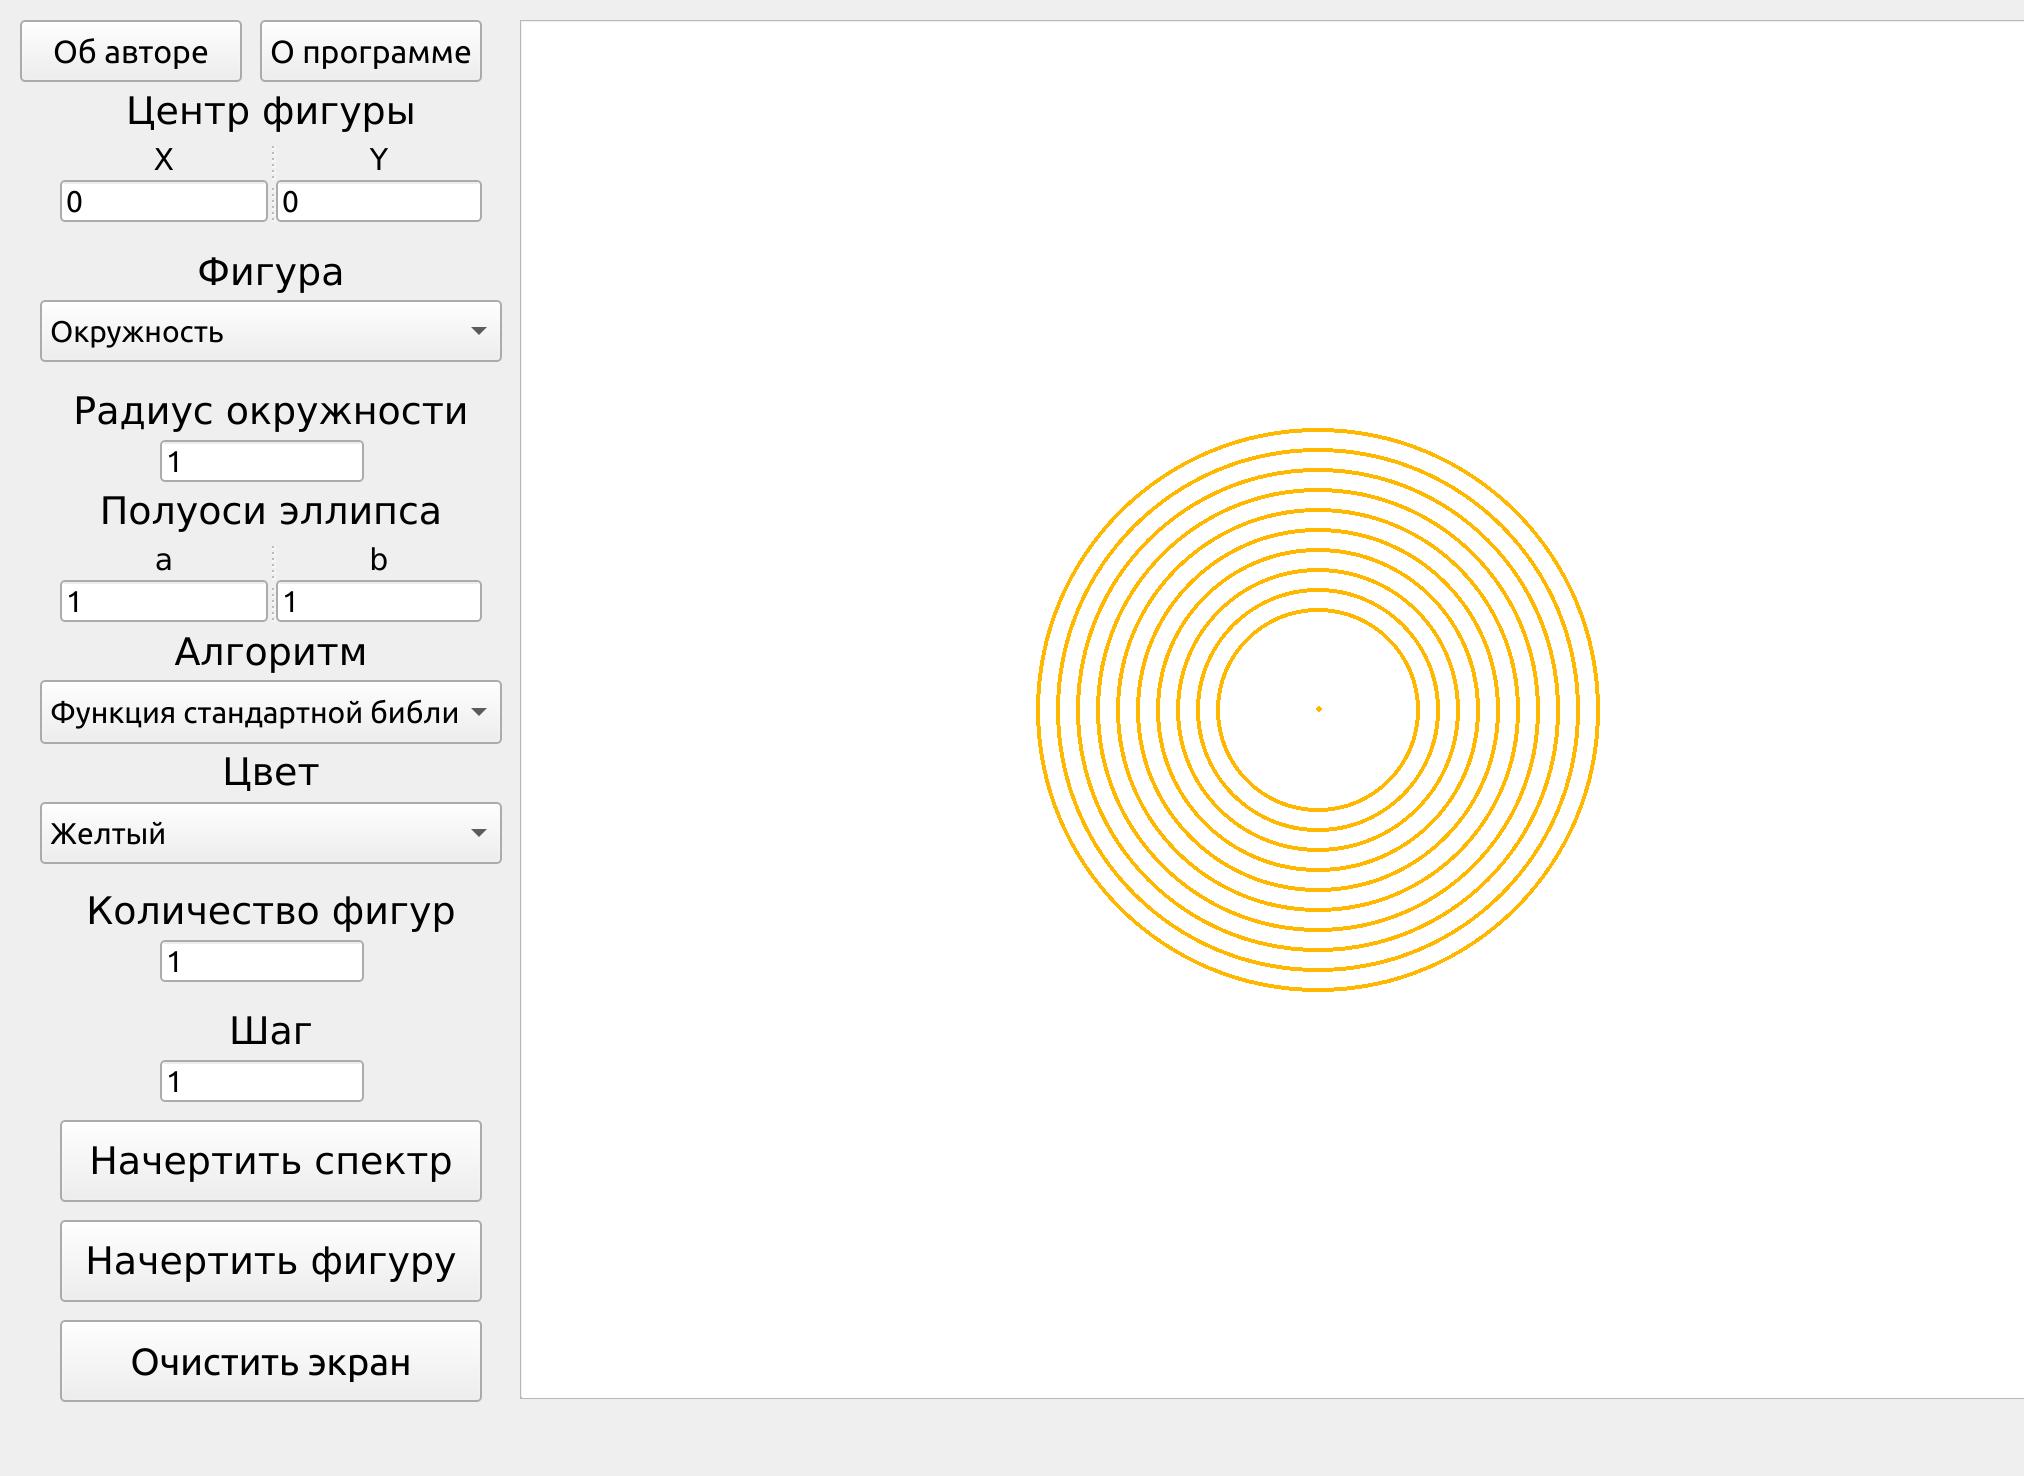 Об авторе
О программе
Центр фигуры
X Y
0 0
Фигура
Окружность
Радиус окружности
1
Полуоси эллипса
a b
1 1
Алгоритм
Функция стандартной библи
Цвет
Желтый
Количество фигур
1
Шаг
1
Начертить спектр
Начертить фигуру
Очистить экран